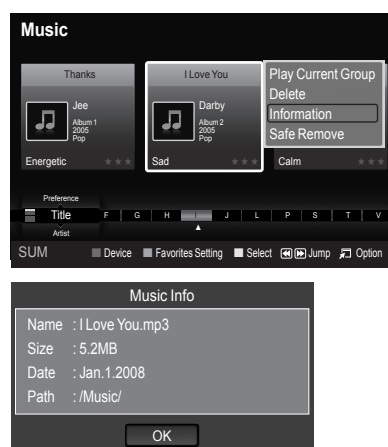 Music
Thanks
Jee
Album 1
2005
Pop
Energetic
I Love You
Darby
Album 2
2005
Pop
Sad
Play Current Group
Delete
Information
Safe Remove
Calm
Preference
Title F G H I J L P S T V
Artist
SUM Device Favorites Setting Select Jump Option
Music Info
Name : I Love You.mp3
Size : 5.2MB
Date : Jan.1.2008
Path : /Music/
OK